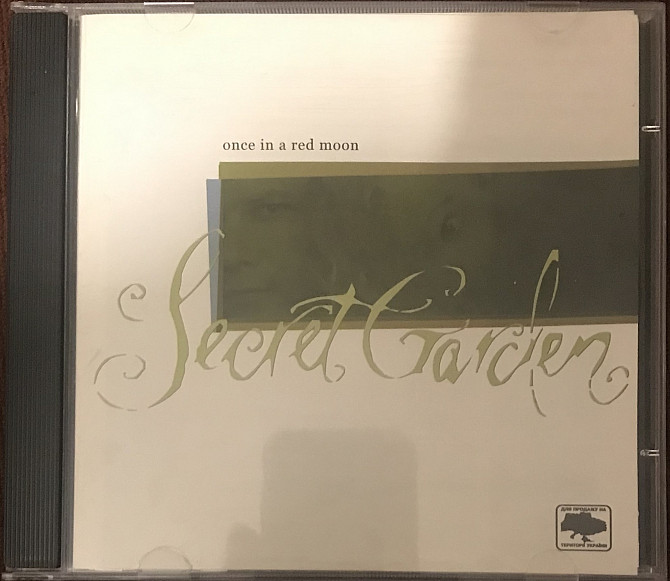 once in a red moon
Secret Garden
ДЛЯ ПРОДАЖУ НА
ТЕРИТОРІЇ УКРАЇНИ